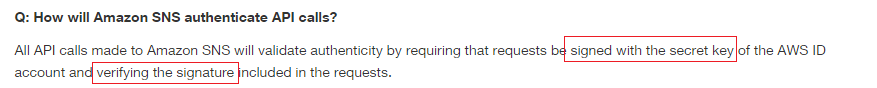 Q: How will Amazon SNS authenticate API calls?
All API calls made to Amazon SNS will validate authenticity by requiring that requests be signed with the secret key of the AWS ID
account and verifying the signature included in the requests.